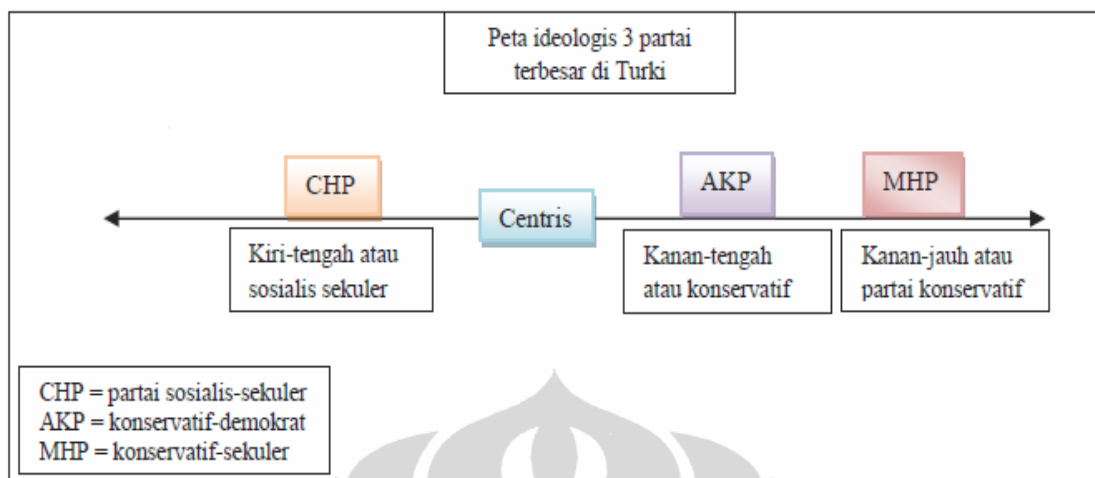 Peta ideologis 3 partai
terbesar di Turki
CHP
Centris
AKP
MHP
Kiri-tengah atau
sosialis sekuler
Kanan-tengah
atau konservatif
Kanan-jauh atau
partai konservatif
CHP = partai sosialis-sekuler
AKP = konservatif-demokrat
MHP = konservatif-sekuler